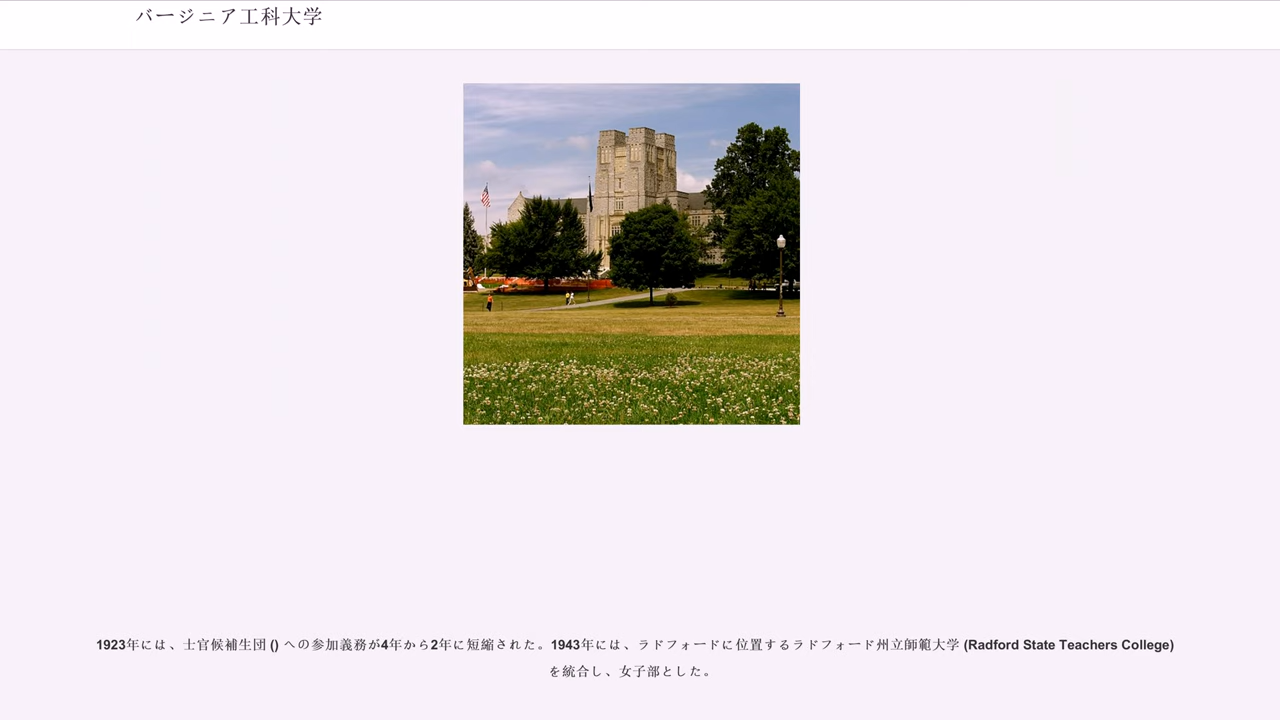 バージニア工科大学
1923年には、士官候補生団 () への参加義務が4年から2年に短縮された。1943年には、ラドフォードに位置するラドフォード州立師範大学 (Radford State Teachers College)
を統合し、女子部とした。